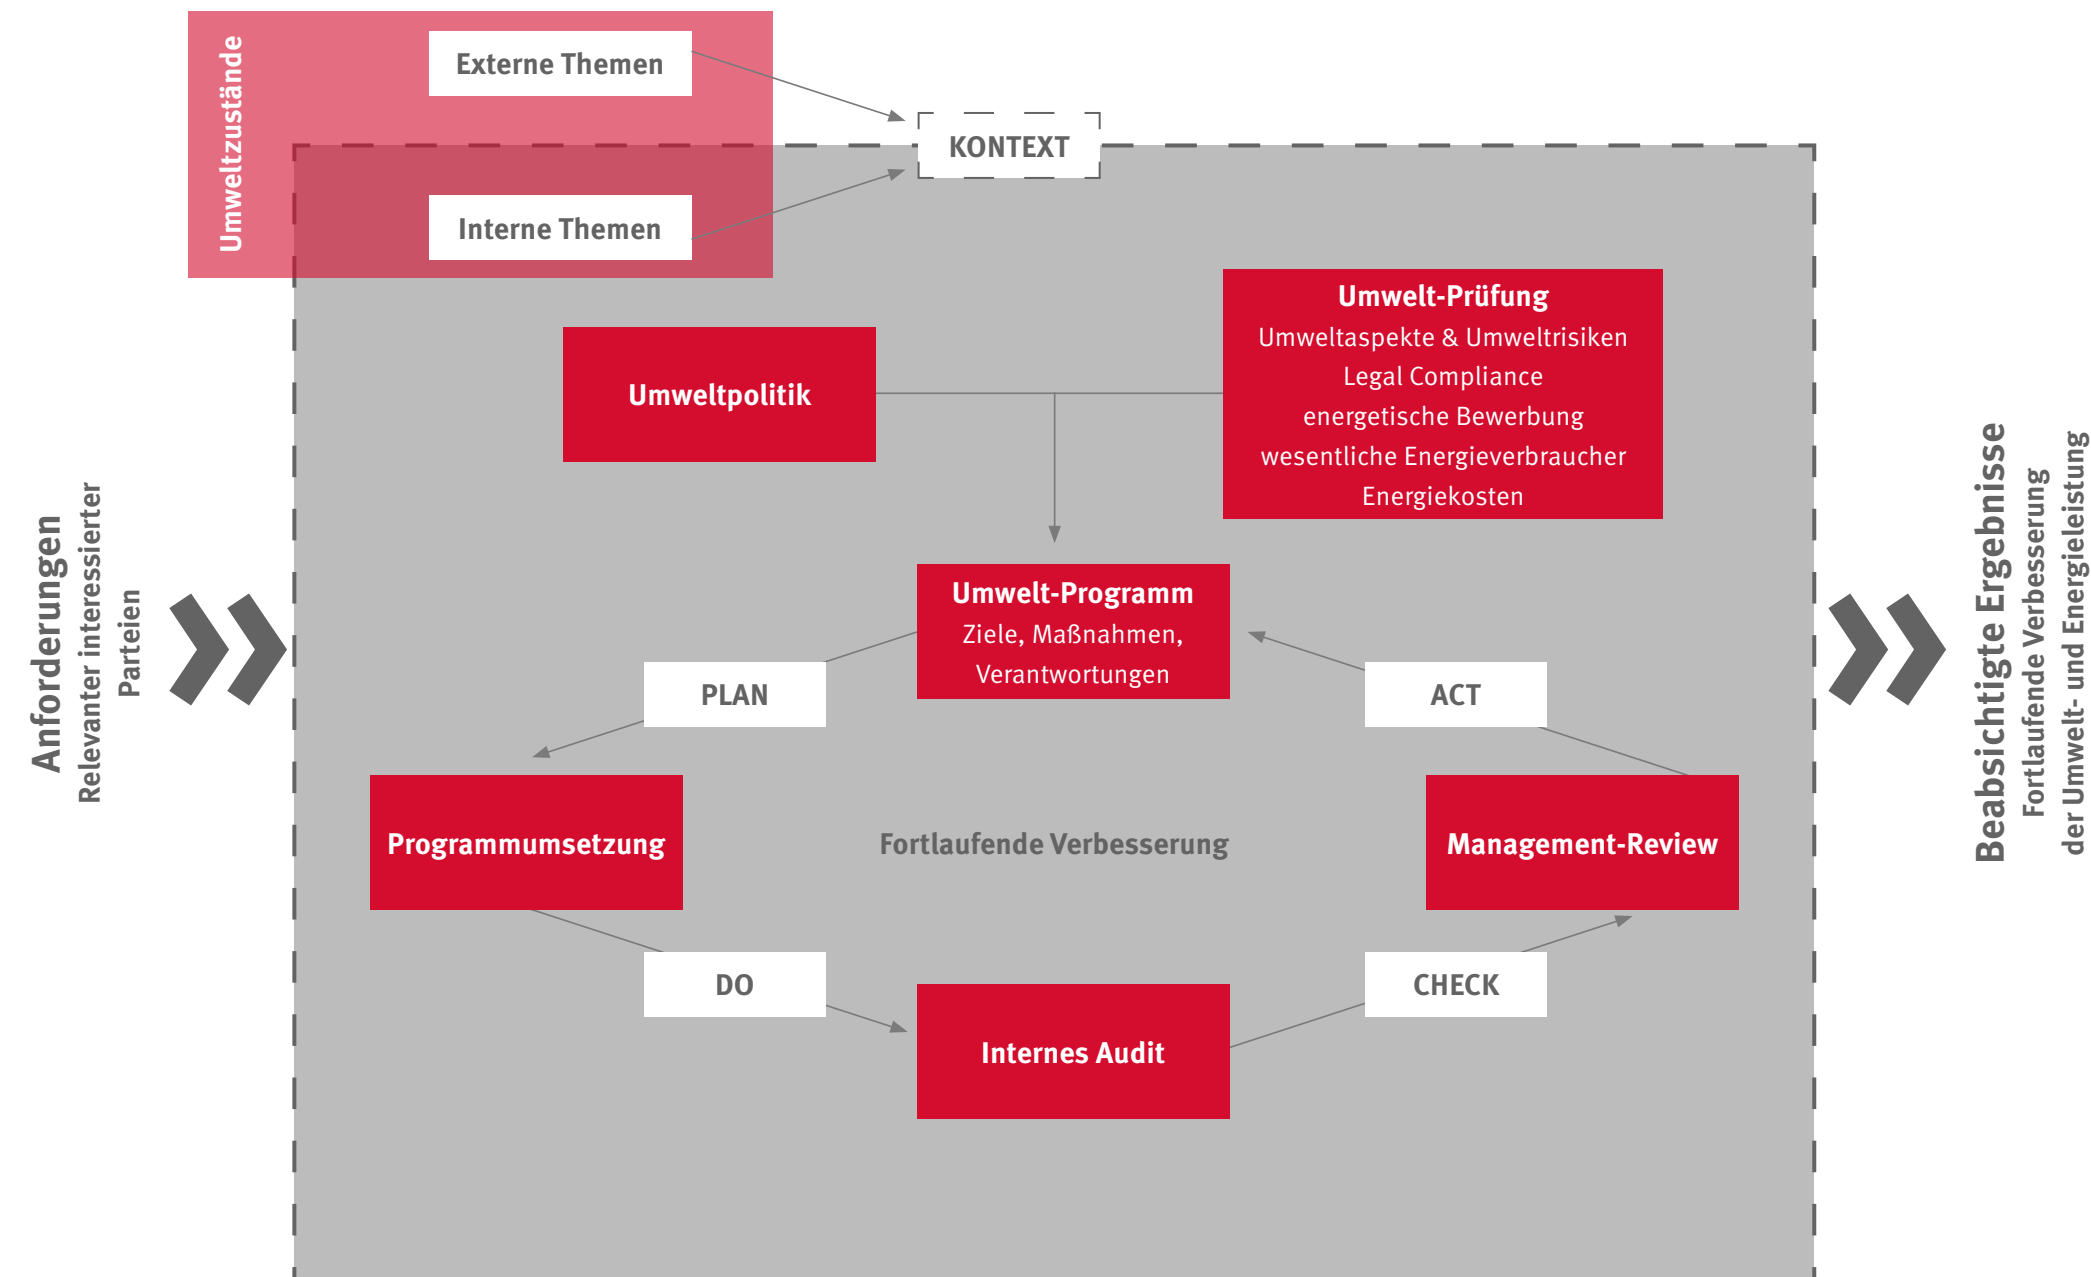 Umweltzustände
Externe Themen
KONTEXT
Interne Themen
Umweltpolitik
Umwelt-Prüfung
Umweltaspekte & Umweltrisiken
Legal Compliance
energetische Bewerbung
wesentliche Energieverbraucher
Energiekosten
Anforderungen
Relevanter interessierter
Parteien
Umwelt-Programm
Ziele, Maßnahmen,
Verantwortungen
PLAN
ACT
Programmumsetzung
Fortlaufende Verbesserung
Management-Review
DO
CHECK
Internes Audit
Beabsichtigte Ergebnisse
Fortlaufende Verbesserung
der Umwelt- und Energieleistung